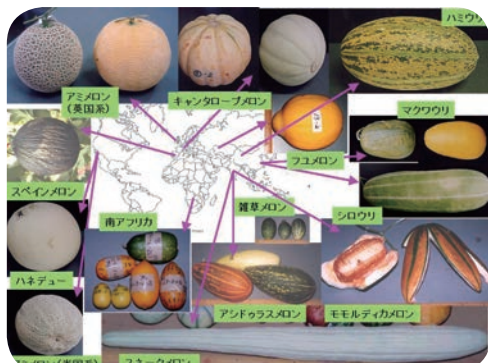 ハミウリ
アミメロン
(英国系)
キャンタロープメロン
マクワウリ
フユメロン
スペインメロン
南アフリカ
雑草メロン
シロウリ
ハネデュー
アシドゥラスメロン
モモルディカメロン
スネークメロン